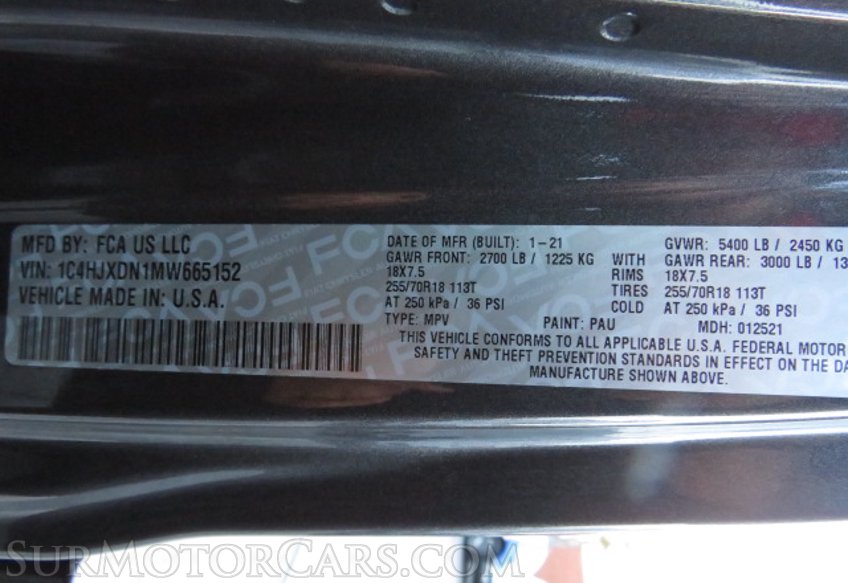 MFD BY: FCA US LLC
VIN: 1C4HJXDN1MW665152
VEHICLE MADE IN: U.S.A.
DATE OF MFR (BUILT): 1-21 GVWR: 5400 LB / 2450 KG
GAWR FRONT: 2700 LB / 1225 KG WITH GAWR REAR: 3000 LB / 13
18X7.5 RIMS 18X7.5
255/70R18 113T TIRES 255/70R18 113T
AT 250 kPa / 36 PSI COLD AT 250 kPa / 36 PSI
TYPE: MPV PAINT: PAU MDH: 012521
THIS VEHICLE CONFORMS TO ALL APPLICABLE U.S.A. FEDERAL MOTOR
SAFETY AND THEFT PREVENTION STANDARDS IN EFFECT ON THE DA
MANUFACTURE SHOWN ABOVE.
SurMotorCars.com